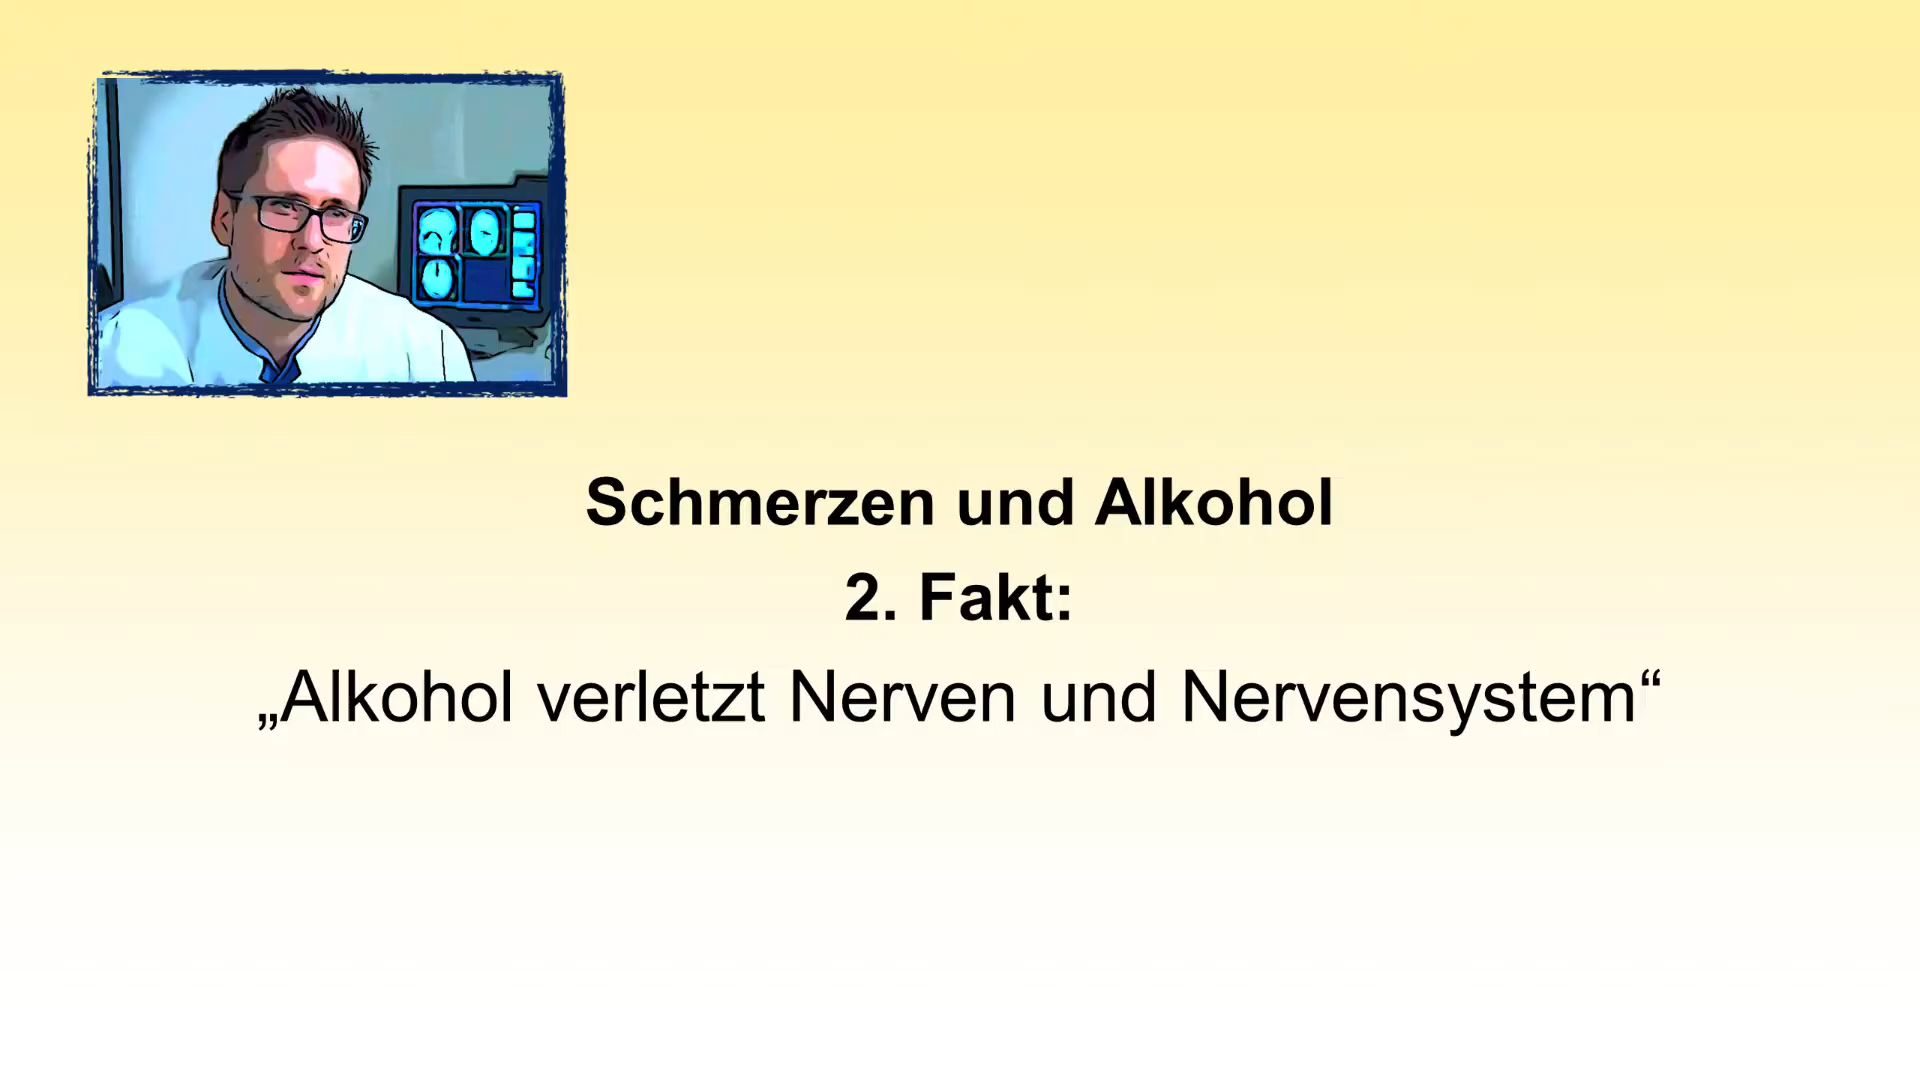 Schmerzen und Alkohol
2. Fakt:
„Alkohol verletzt Nerven und Nervensystem“